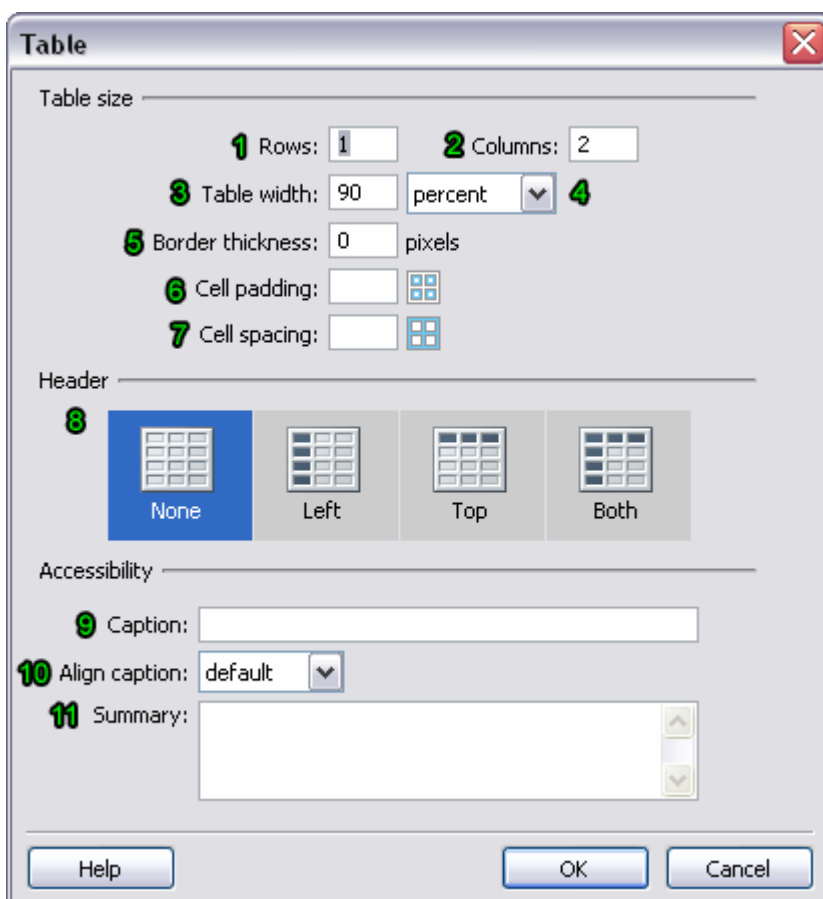 Table
Table size
1 Rows: 1 2 Columns: 2
3 Table width: 90 percent 4
5 Border thickness: 0 pixels
6 Cell padding:
7 Cell spacing:
Header
8
None Left Top Both
Accessibility
9 Caption:
10 Align caption: default
11 Summary:
Help OK Cancel